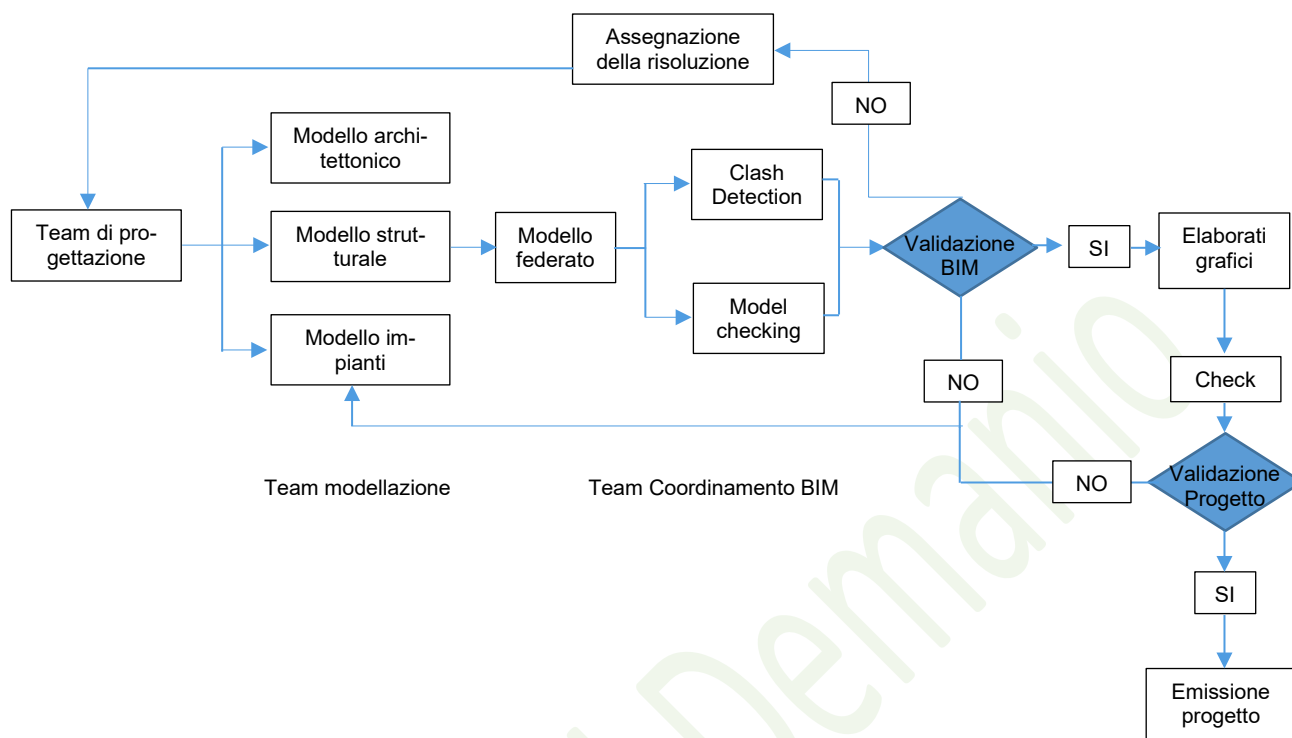 Assegnazione
della risoluzione
NO
Modello archi-
tettonico
Clash
Detection
Team di pro-
gettazione
Modello strut-
turale
Modello
federato
Validazione
BIM
SI
Elaborati
grafici
Modello im-
pianti
Model
checking
NO
Check
Team modellazione
Team Coordinamento BIM
NO
Validazione
Progetto
SI
Emissione
progetto
Demanio